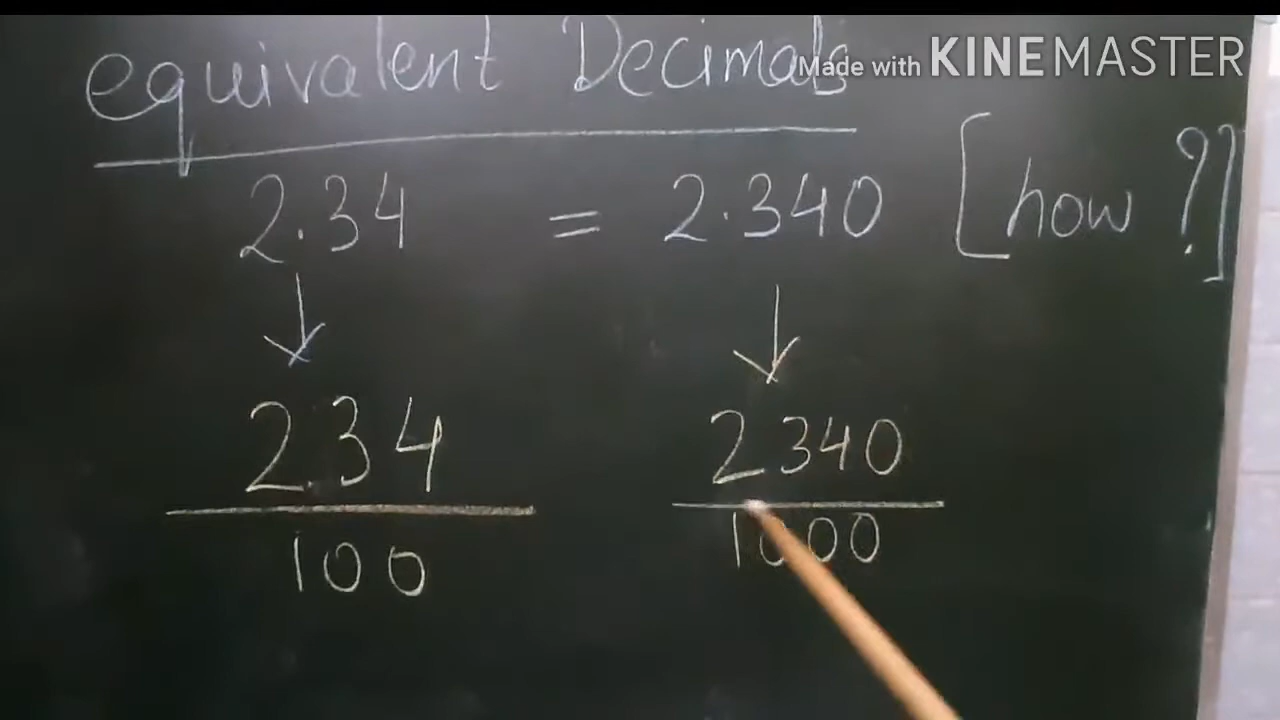 equivalent Decimals
Made with KINEMASTER
2.34 = 2.340 [how ?]
234 2340
100 1000